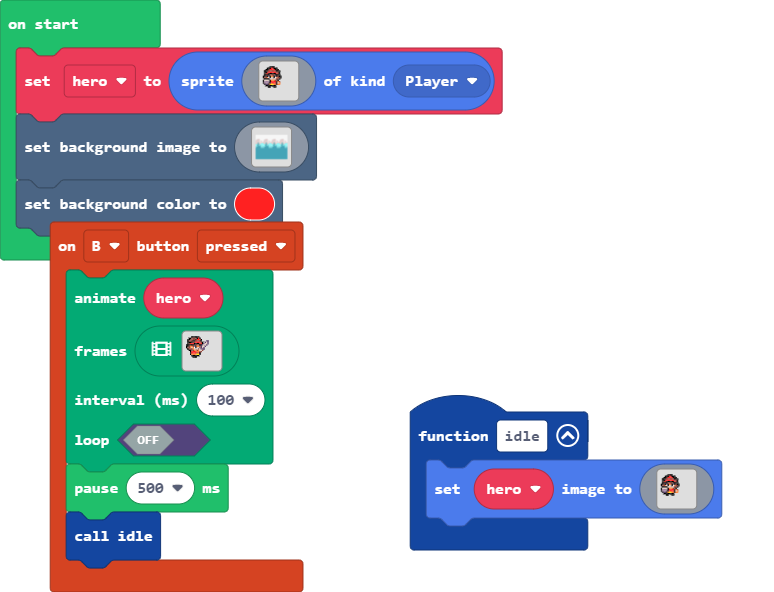 on start
set hero to sprite of kind Player
set background image to
set background color to
on B button pressed
animate hero
frames
interval (ms) 100
loop OFF
pause 500 ms
call idle
function idle
set hero image to